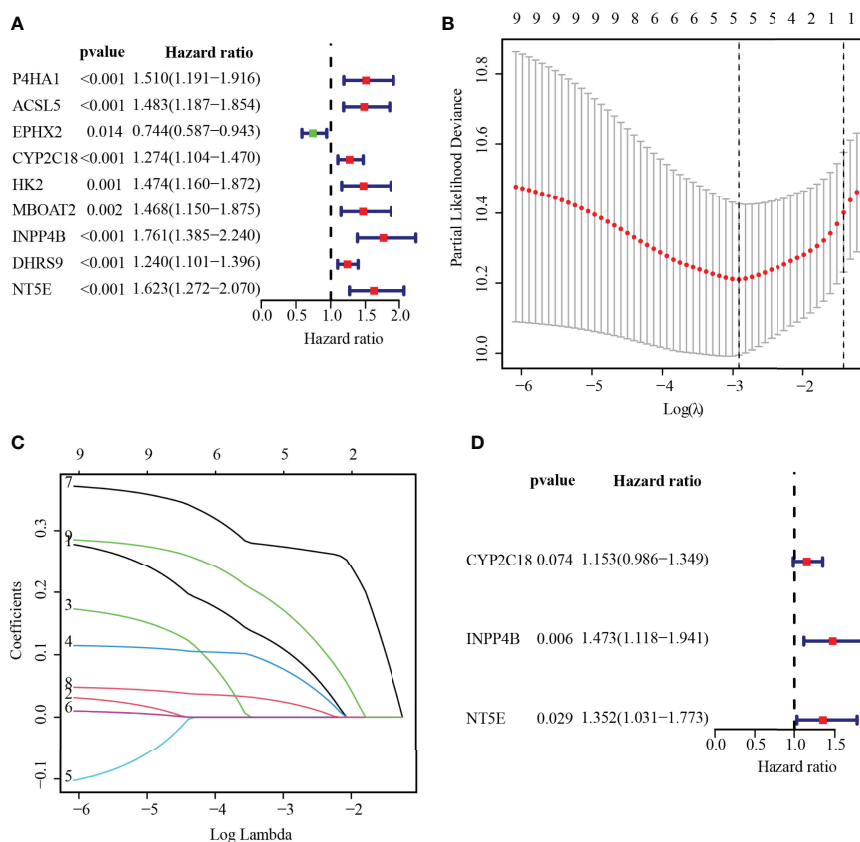 A
pvalue Hazard ratio
P4HA1 <0.001 1.510(1.191−1.916)
ACSL5 <0.001 1.483(1.187−1.854)
EPHX2 0.014 0.744(0.587−0.943)
CYP2C18 <0.001 1.274(1.104−1.470)
HK2 0.001 1.474(1.160−1.872)
MBOAT2 0.002 1.468(1.150−1.875)
INPP4B <0.001 1.761(1.385−2.240)
DHRS9 <0.001 1.240(1.101−1.396)
NT5E <0.001 1.623(1.272−2.070)
0.0 0.5 1.0 1.5 2.0
Hazard ratio
B
9 9 9 9 9 8 6 6 5 5 5 4 2 1 1
10.8
10.6
10.4
10.2
10.0
Partial Likelihood Deviance
−6 −5 −4 −3 −2
Log(λ)
C
9 9 6 5 2
0.3
0.2
0.1
0.0
−0.1
Coefficients
7
9
1
3
4
8
2
6
5
−6 −5 −4 −3 −2
Log Lambda
D
pvalue Hazard ratio
CYP2C18 0.074 1.153(0.986−1.349)
INPP4B 0.006 1.473(1.118−1.941)
NT5E 0.029 1.352(1.031−1.773)
0.0 0.5 1.0 1.5
Hazard ratio